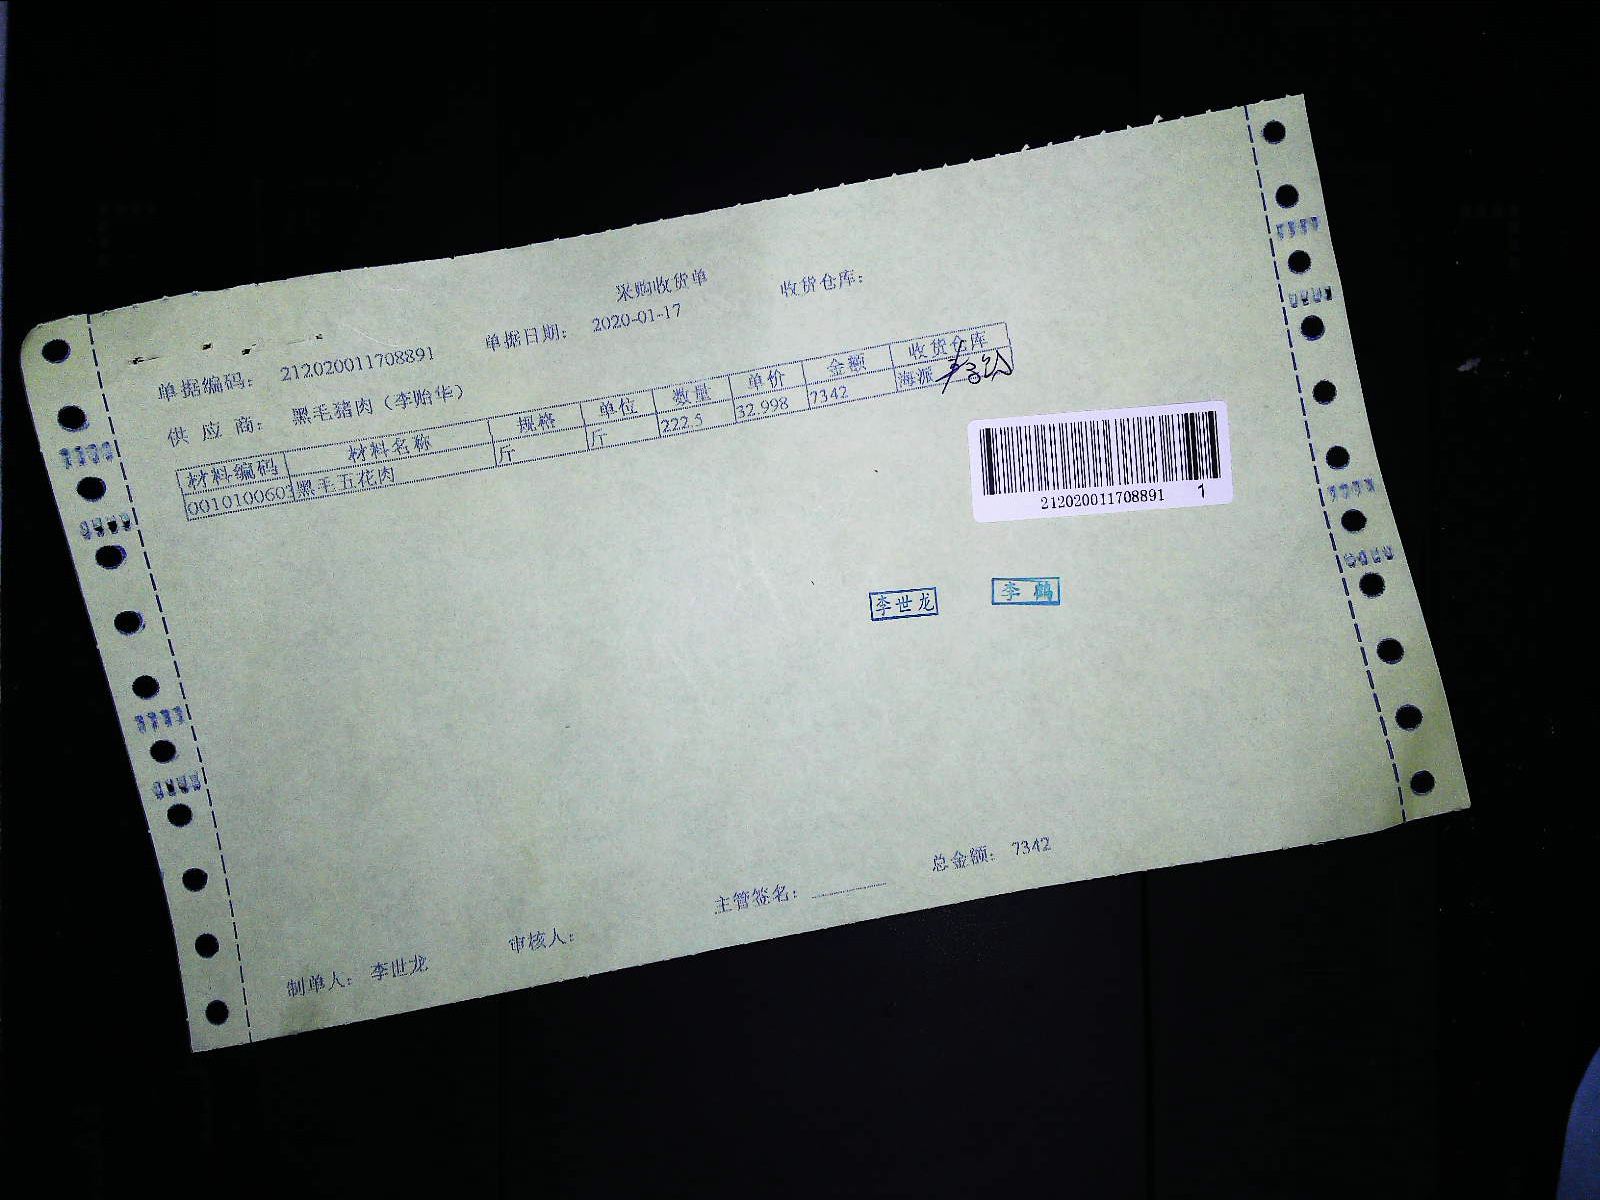 采购收货单
收货仓库：
单据编码： 212020011708891 单据日期： 2020-01-17
供 应 商： 黑毛猪肉（李贻华）
材料编码 材料名称 规格 单位 数量 单价 金额 收货仓库
0010100603 黑毛五花肉 斤 斤 222.5 32.998 7342 海派
212020011708891 1
李世龙 李 鹤
总金额： 7342
主管签名：
审核人：
制单人： 李世龙